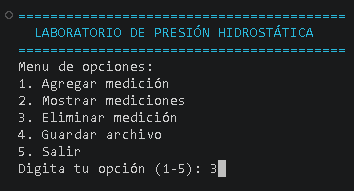 ========================================
LABORATORIO DE PRESIÓN HIDROSTÁTICA
========================================
Menu de opciones:
1. Agregar medición
2. Mostrar mediciones
3. Eliminar medición
4. Guardar archivo
5. Salir
Digita tu opción (1-5): 3